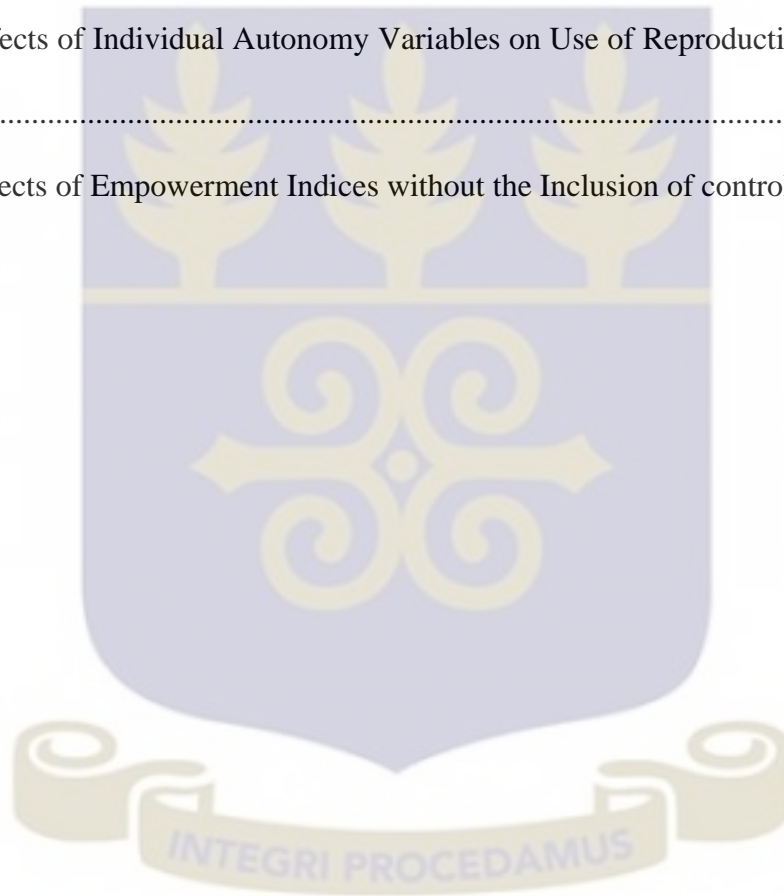 ects of Individual Autonomy Variables on Use of Reproducti
................................................................................
ects of Empowerment Indices without the Inclusion of contro
INTEGRI PROCEDAMUS